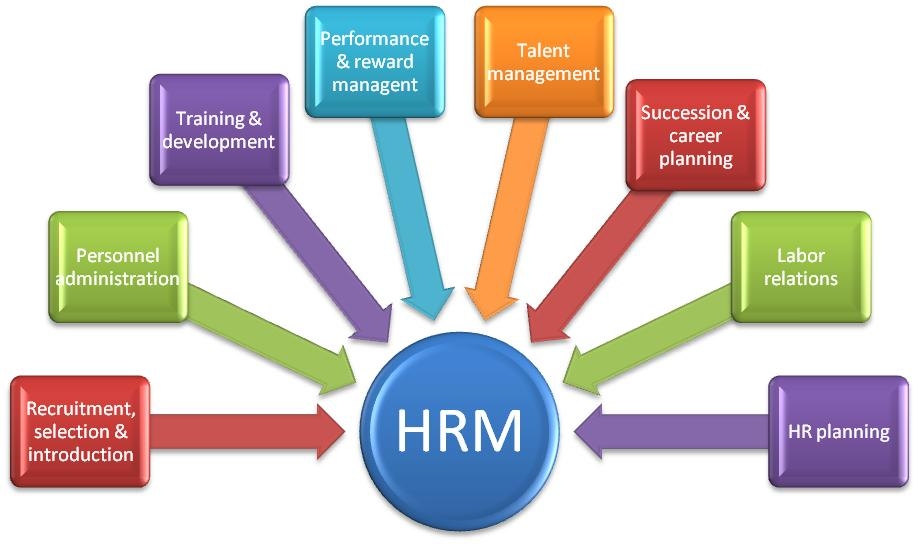 Performance
& reward
managent
Talent
management
Training &
development
Succession &
career
planning
Personnel
administration
Labor
relations
Recruitment,
selection &
introduction
HRM
HR planning